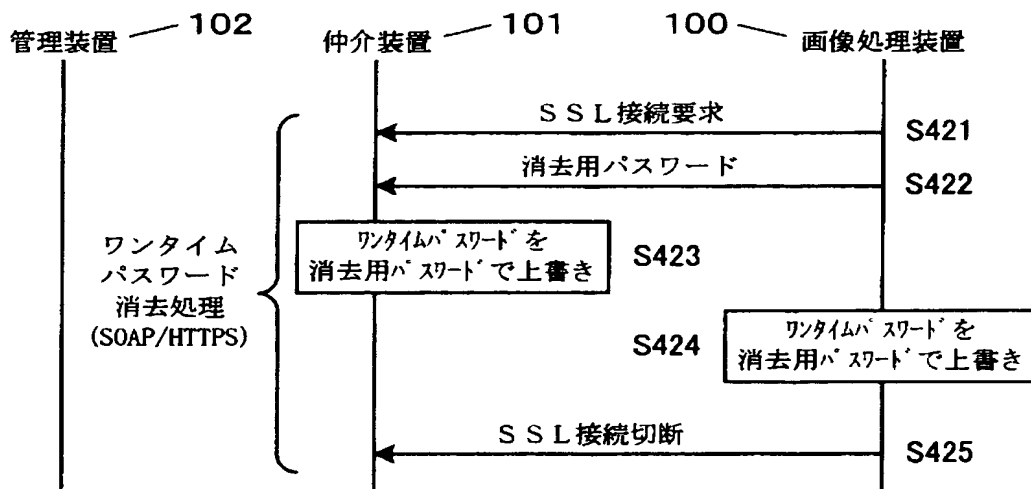 管理装置 102
仲介装置 101
100 画像処理装置
ＳＳＬ接続要求 S421
消去用パスワード S422
ワンタイム
パスワード
消去処理
(SOAP/HTTPS)
ﾜﾝﾀｲﾑﾊﾟｽﾜｰﾄﾞを
消去用ﾊﾟｽﾜｰﾄﾞで上書き
S423
S424
ﾜﾝﾀｲﾑﾊﾟｽﾜｰﾄﾞを
消去用ﾊﾟｽﾜｰﾄﾞで上書き
ＳＳＬ接続切断 S425